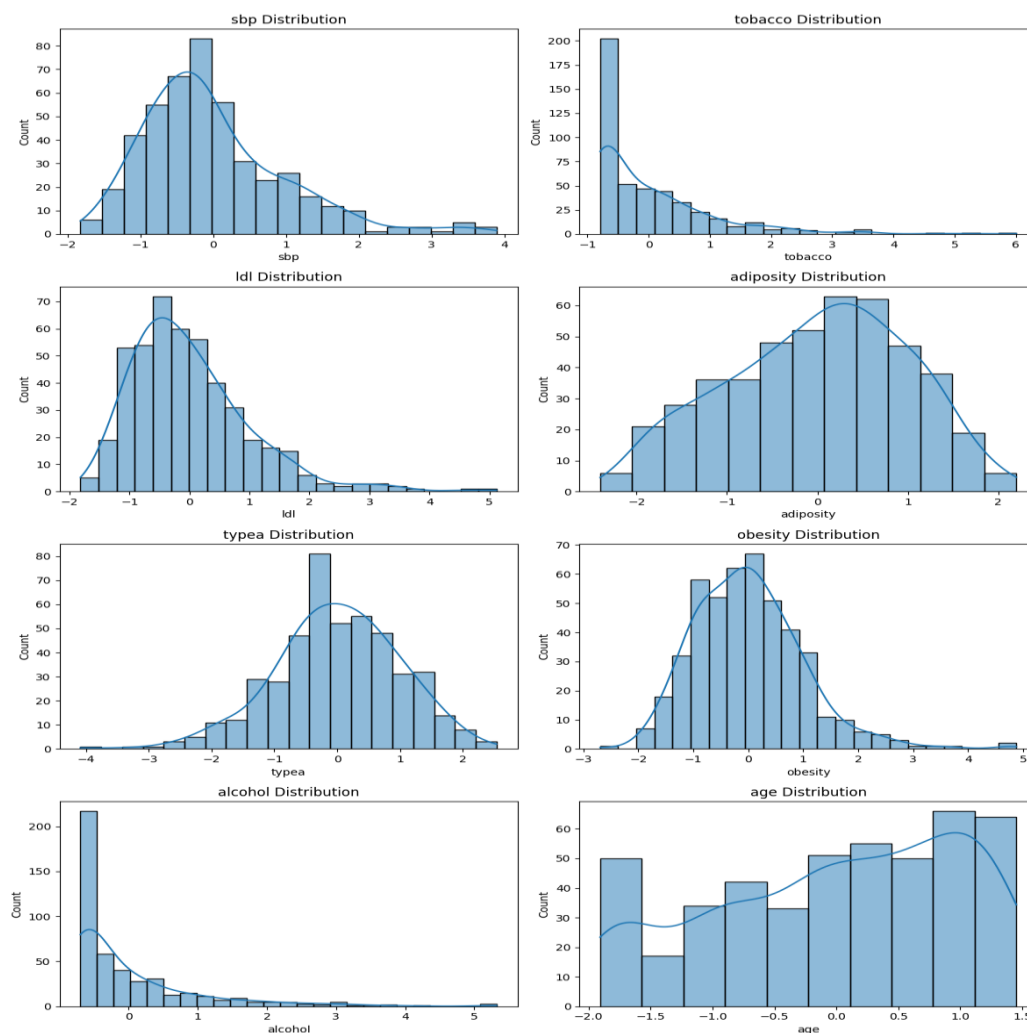 sbp Distribution
80
70
60
50
40
30
20
10
0
Count
−2 −1 0 1 2 3 4
sbp
tobacco Distribution
200
175
150
125
100
75
50
25
0
Count
−1 0 1 2 3 4 5 6
tobacco
ldl Distribution
70
60
50
40
30
20
10
0
Count
−2 −1 0 1 2 3 4 5
ldl
adiposity Distribution
60
50
40
30
20
10
0
Count
−2 −1 0 1 2
adiposity
typea Distribution
80
70
60
50
40
30
20
10
0
Count
−4 −3 −2 −1 0 1 2
typea
obesity Distribution
70
60
50
40
30
20
10
0
Count
−3 −2 −1 0 1 2 3 4 5
obesity
alcohol Distribution
200
150
100
50
0
Count
0 1 2 3 4 5
alcohol
age Distribution
60
50
40
30
20
10
0
Count
−2.0 −1.5 −1.0 −0.5 0.0 0.5 1.0 1.5
age